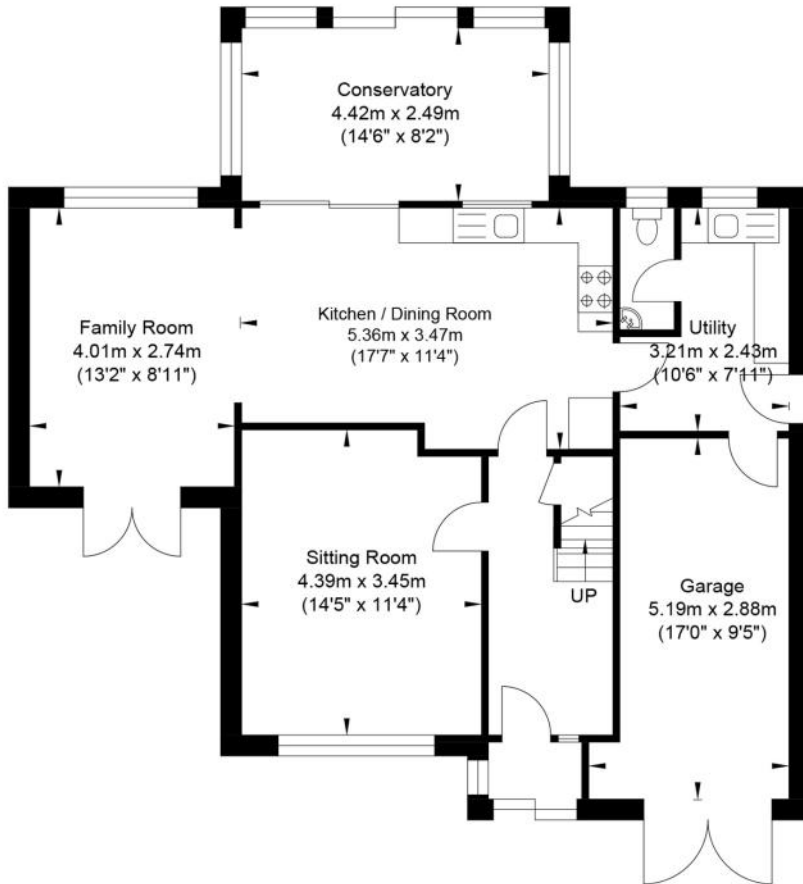 Conservatory
4.42m x 2.49m
(14'6" x 8'2")
Family Room
4.01m x 2.74m
(13'2" x 8'11")
Kitchen / Dining Room
5.36m x 3.47m
(17'7" x 11'4")
Utility
3.21m x 2.43m
(10'6" x 7'11")
Sitting Room
4.39m x 3.45m
(14'5" x 11'4")
UP
Garage
5.19m x 2.88m
(17'0" x 9'5")